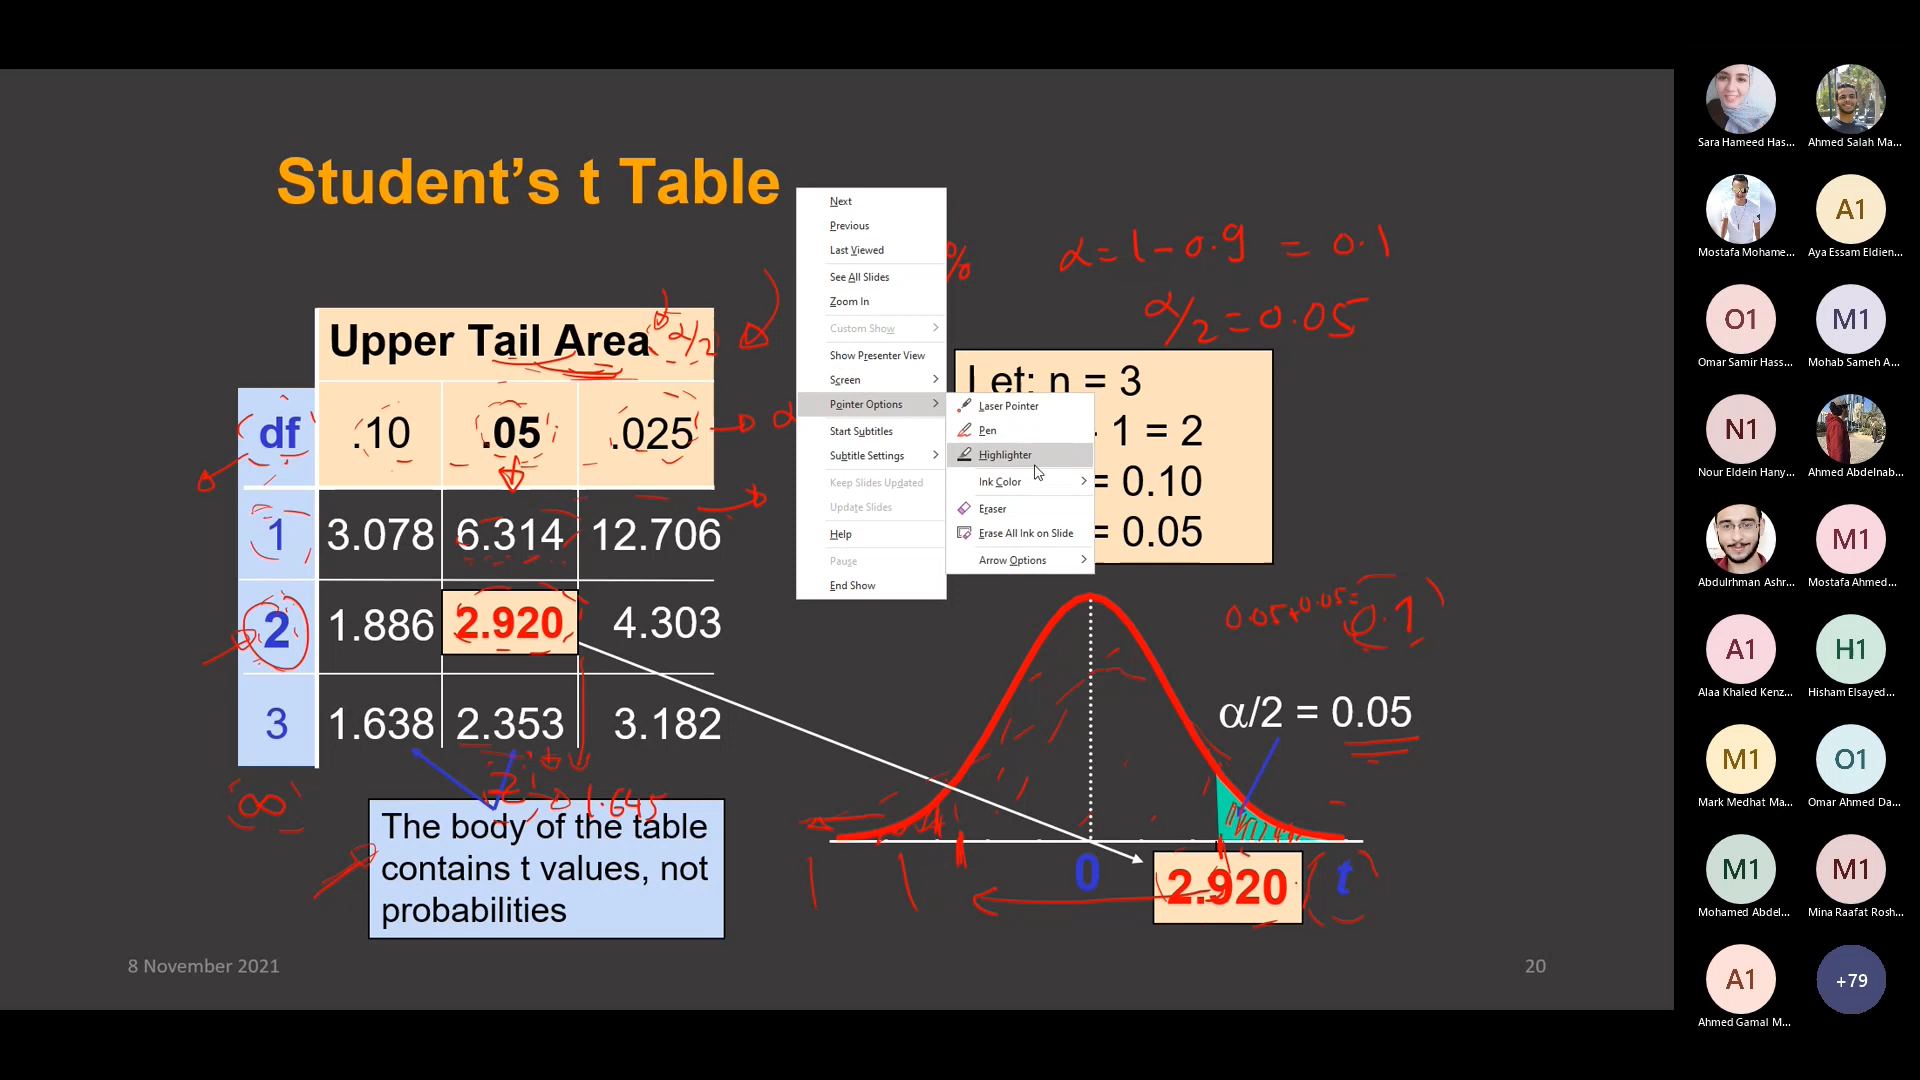 Student's t Table
Upper Tail Area α/2
df .10 .05 .025 α
1 3.078 6.314 12.706
2 1.886 2.920 4.303
3 1.638 2.353 3.182
∞ Z 1.645
The body of the table
contains t values, not
probabilities
Next
Previous
Last Viewed
See All Slides
Zoom In
Custom Show
Show Presenter View
Screen
Pointer Options
Start Subtitles
Subtitle Settings
Keep Slides Updated
Update Slides
Help
Pause
End Show
Laser Pointer
Pen
Highlighter
Ink Color
Eraser
Erase All Ink on Slide
Arrow Options
%
α = 1 - 0.9 = 0.1
α/2 = 0.05
Let: n = 3
1 = 2
= 0.10
= 0.05
0.05+0.05= 0.1
α/2 = 0.05
0
2.920
t
8 November 2021
20
Sara Hameed Has...
Ahmed Salah Ma...
Mostafa Mohame...
A1
Aya Essam Eldien...
O1
Omar Samir Hass...
M1
Mohab Sameh A...
N1
Nour Eldein Hany...
Ahmed Abdelnab...
Abdulrhman Ashr...
M1
Mostafa Ahmed...
A1
Alaa Khaled Kenz...
H1
Hisham Elsayed...
M1
Mark Medhat Ma...
O1
Omar Ahmed Da...
M1
Mohamed Abdel...
M1
Mina Raafat Rosh...
A1
Ahmed Gamal M...
+79